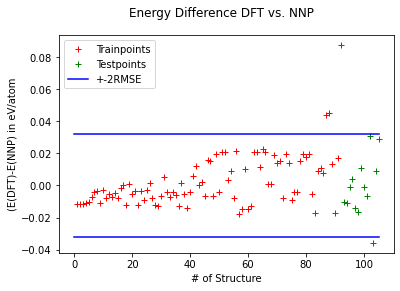 Energy Difference DFT vs. NNP
(E(DFT)-E(NNP) in eV/atom
0.08
0.06
0.04
0.02
0.00
−0.02
−0.04
Trainpoints
Testpoints
+-2RMSE
0 20 40 60 80 100
# of Structure